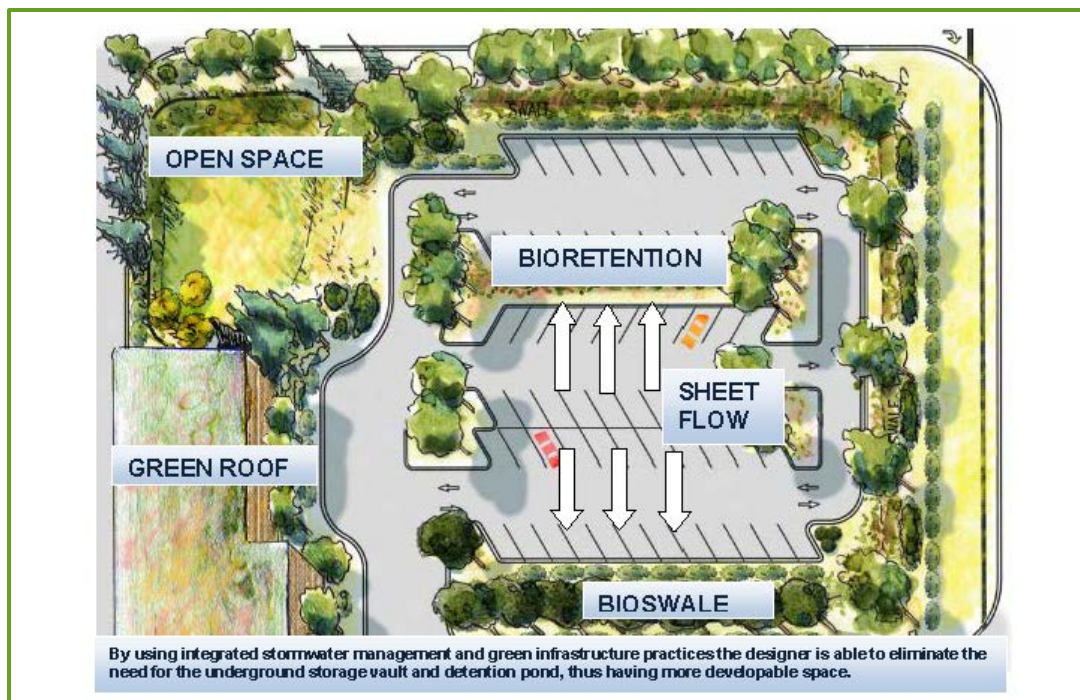 SWALE
OPEN SPACE
BIORETENTION
SHEET
FLOW
SWALE
GREEN ROOF
BIOSWALE
By using integrated stormwater management and green infrastructure practices the designer is able to eliminate the
need for the underground storage vault and detention pond, thus having more developable space.